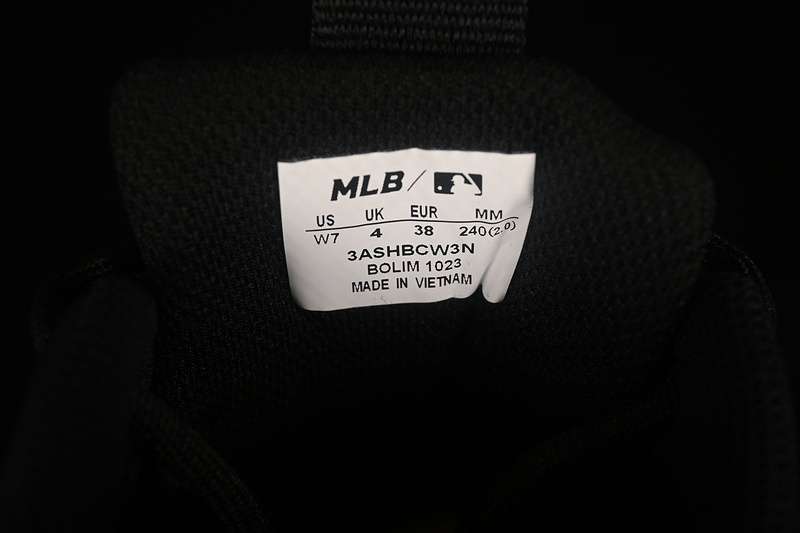 MLB/
US UK EUR MM
W7 4 38 240(2.0)
3ASHBCW3N
BOLIM 1023
MADE IN VIETNAM